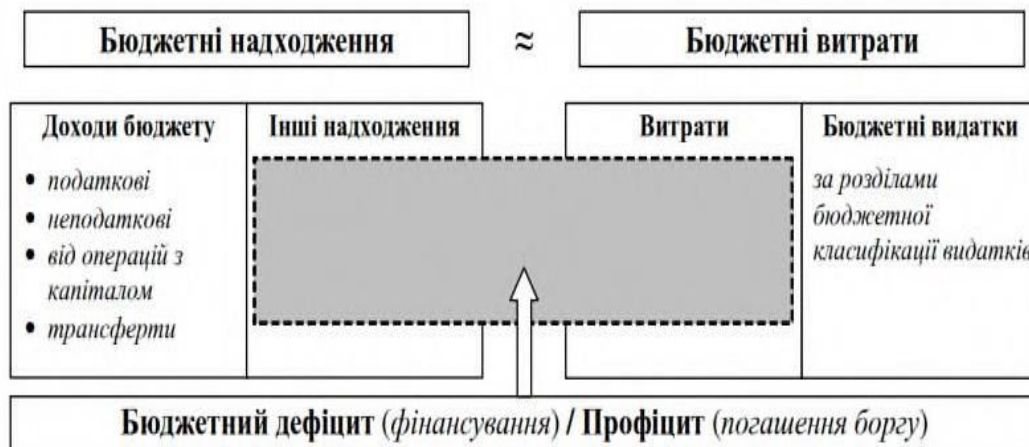 Бюджетні надходження ≈ Бюджетні витрати
Доходи бюджету
• податкові
• неподаткові
• від операцій з
капіталом
• трансферти
Інші надходження
Витрати
Бюджетні видатки
за розділами
бюджетної
класифікації видатків
Бюджетний дефіцит (фінансування) / Профіцит (погашення боргу)